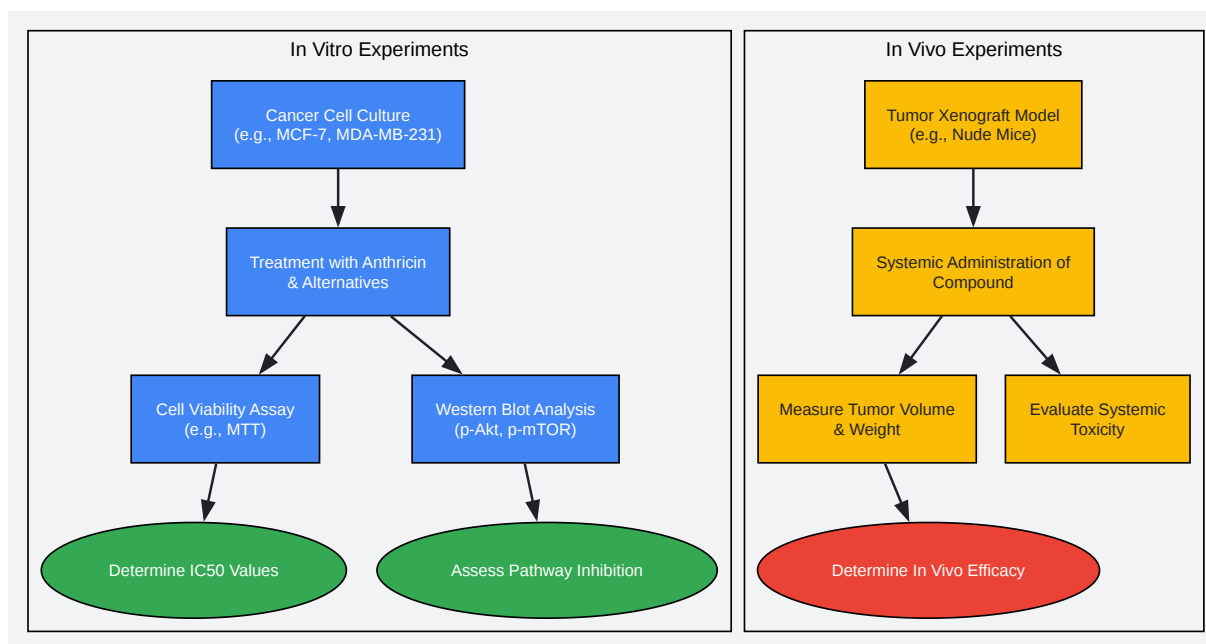 In Vitro Experiments
Cancer Cell Culture
(e.g., MCF-7, MDA-MB-231)
Treatment with Anthricin
& Alternatives
Cell Viability Assay
(e.g., MTT)
Western Blot Analysis
(p-Akt, p-mTOR)
Determine IC50 Values
Assess Pathway Inhibition
In Vivo Experiments
Tumor Xenograft Model
(e.g., Nude Mice)
Systemic Administration of
Compound
Measure Tumor Volume
& Weight
Evaluate Systemic
Toxicity
Determine In Vivo Efficacy